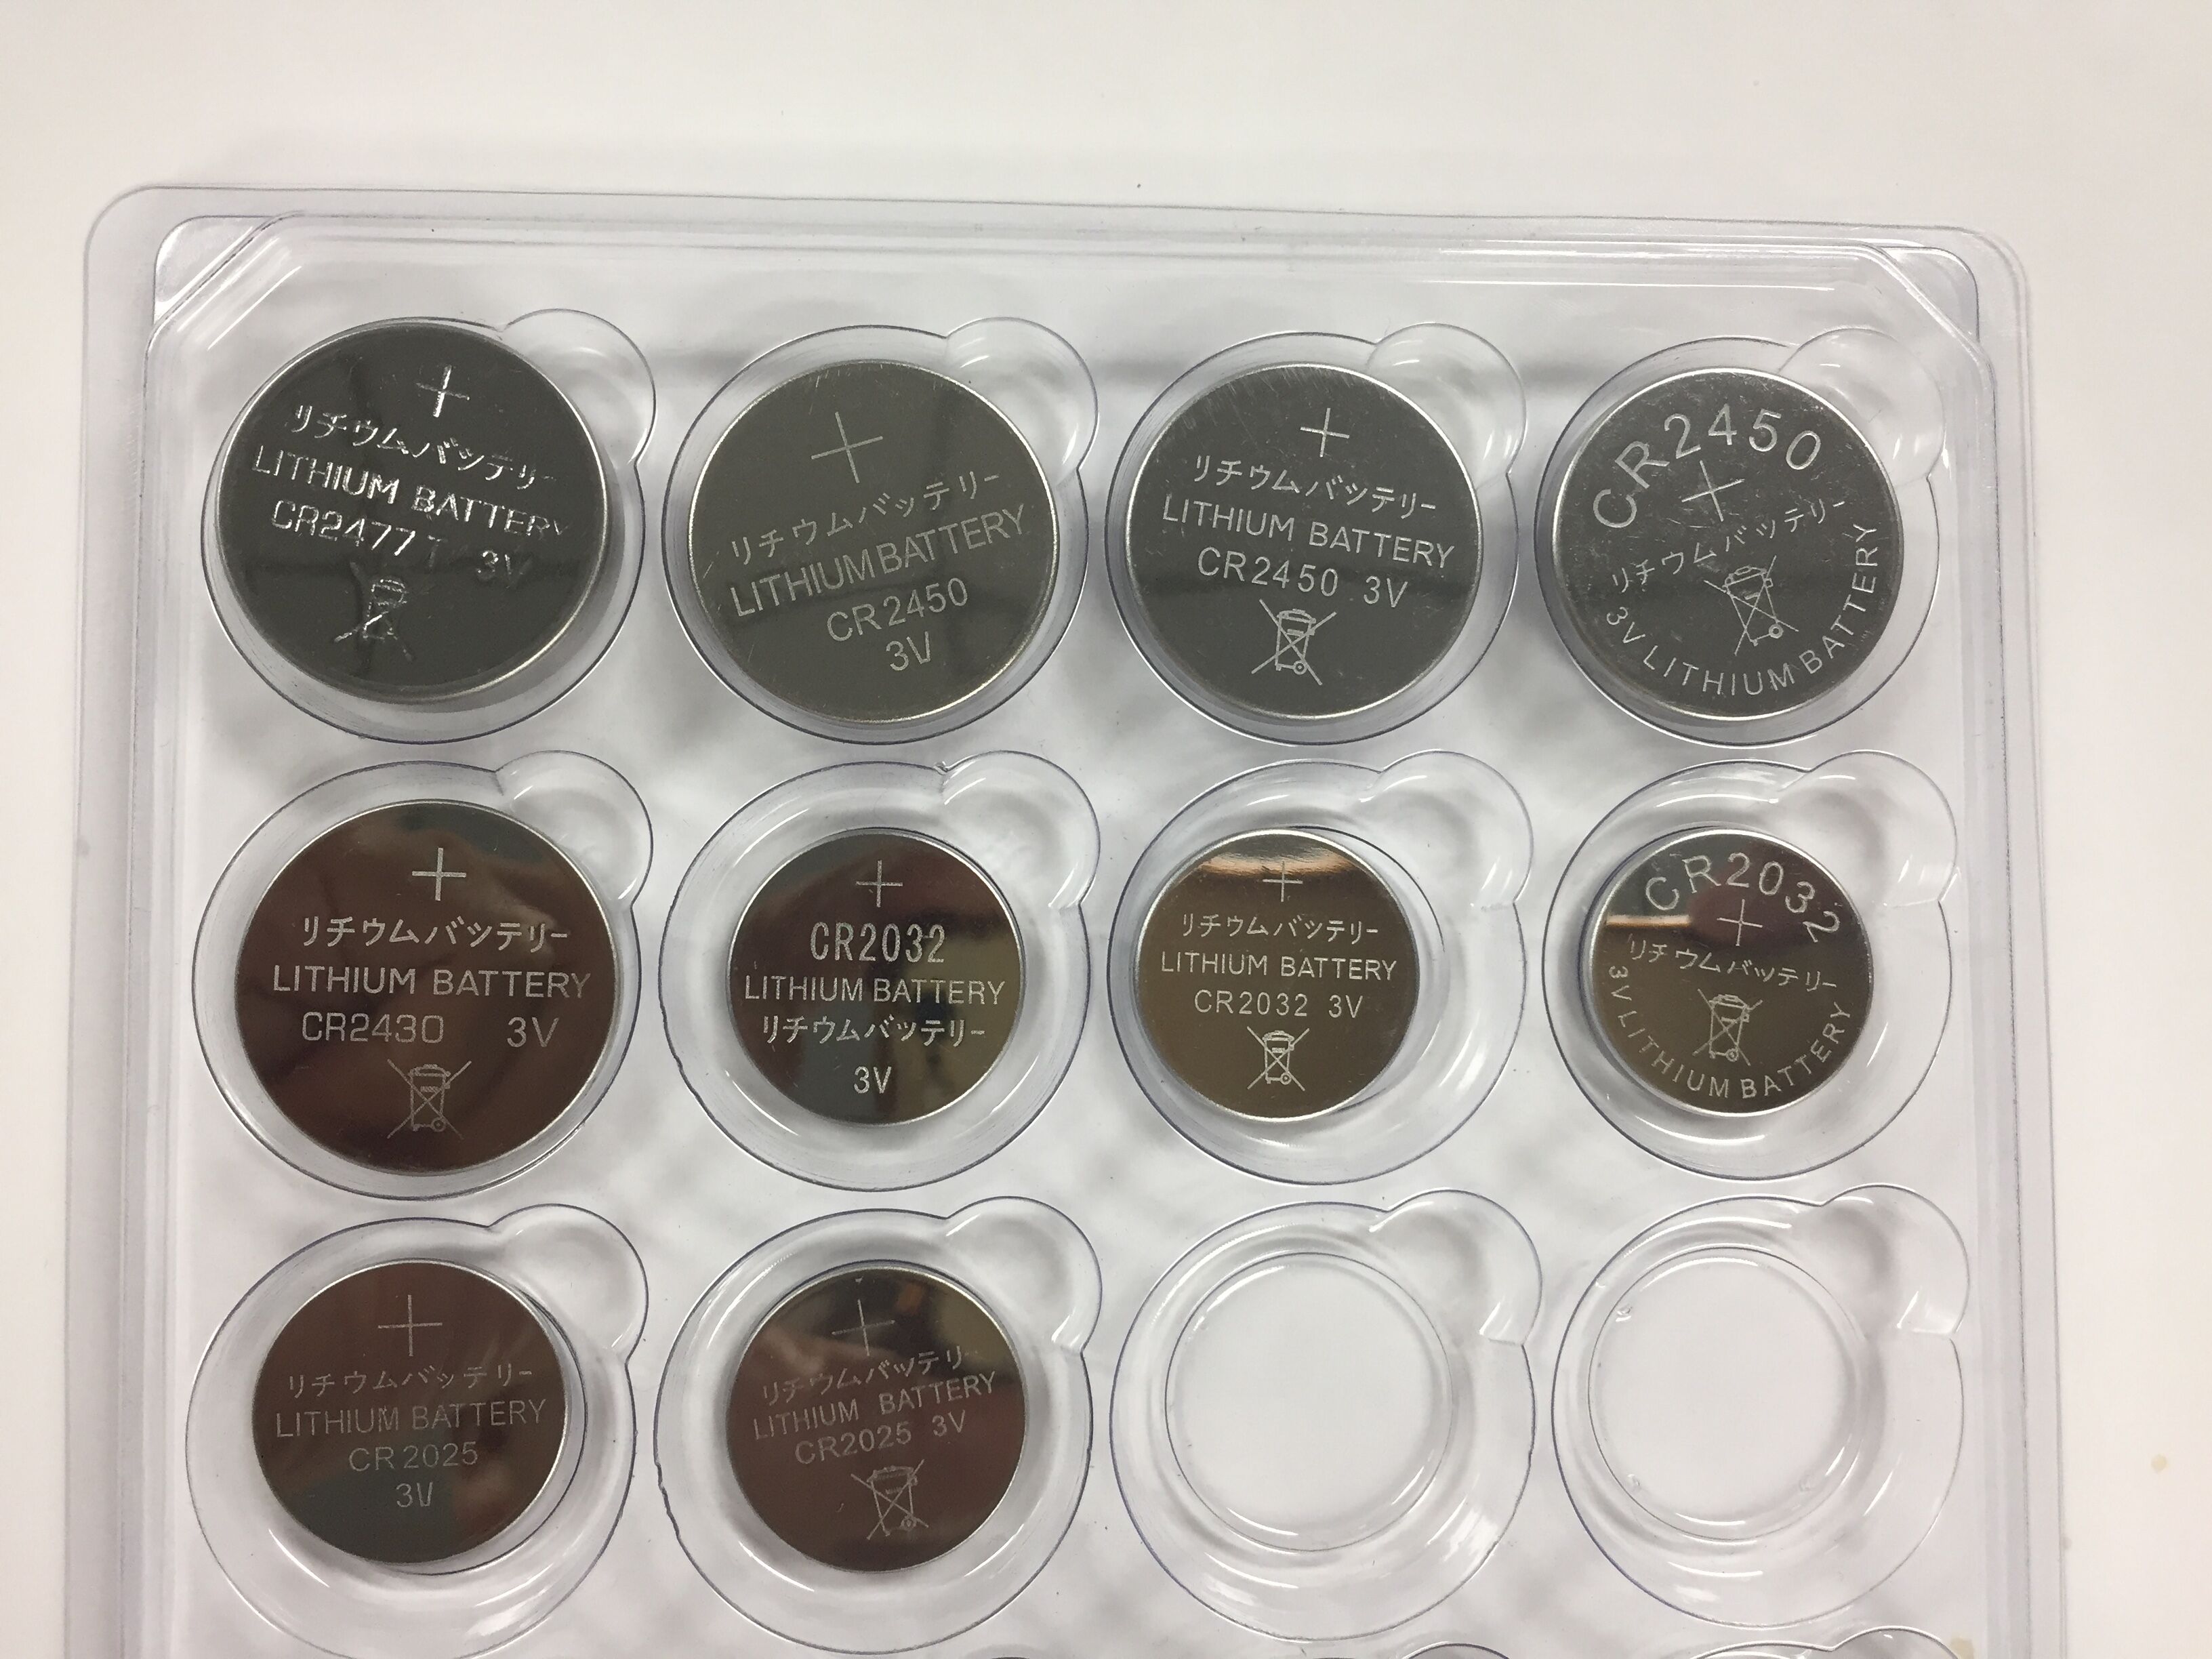 +
リチウムバッテリー
LITHIUM BATTERY
CR2477T 3V
+
リチウムバッテリー
LITHIUM BATTERY
CR2450
3V
+
リチウムバッテリー
LITHIUM BATTERY
CR2450 3V
CR2450
+
リチウムバッテリー
3V LITHIUM BATTERY
+
リチウムバッテリー
LITHIUM BATTERY
CR2430 3V
+
CR2032
LITHIUM BATTERY
リチウムバッテリー
3V
+
リチウムバッテリー
LITHIUM BATTERY
CR2032 3V
CR2032
+
リチウムバッテリー
3V LITHIUM BATTERY
+
リチウムバッテリー
LITHIUM BATTERY
CR2025
3V
+
リチウムバッテリー
LITHIUM BATTERY
CR2025 3V